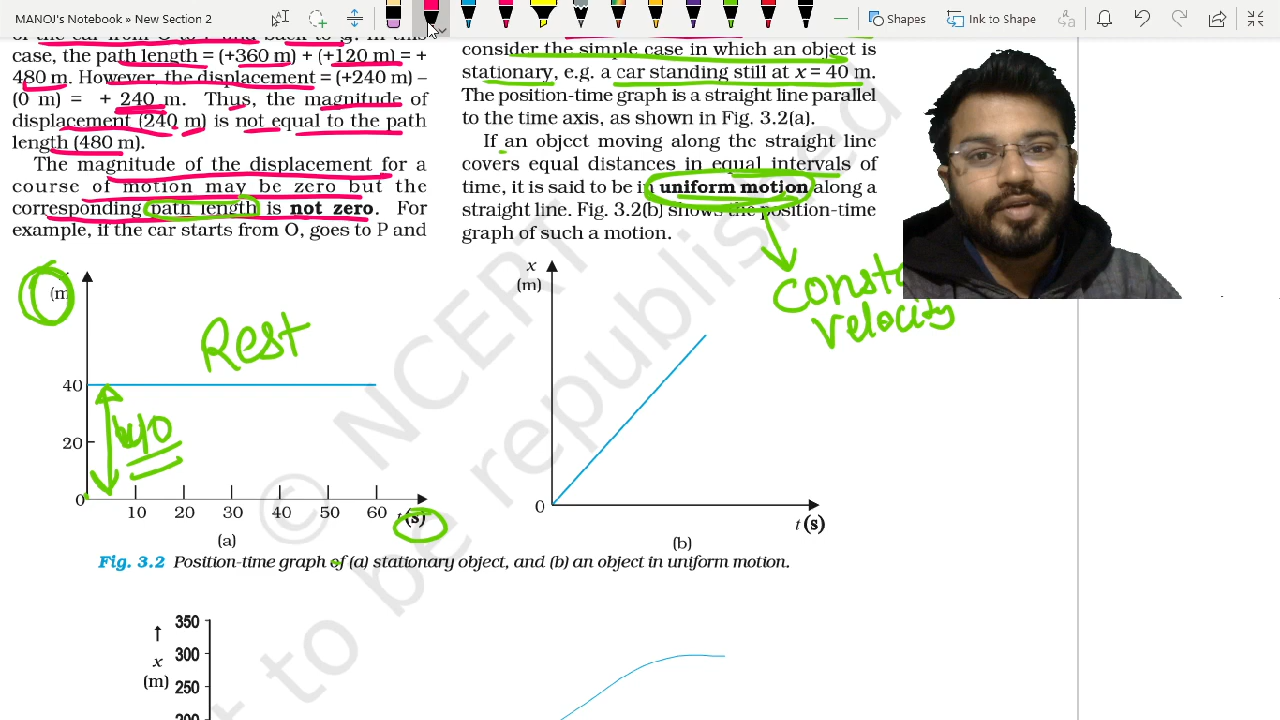 MANOJ's Notebook » New Section 2
Shapes
Ink to Shape
case, the path length = (+360 m) + (+120 m) = +
480 m. However, the displacement = (+240 m) –
(0 m) = + 240 m. Thus, the magnitude of
displacement (240 m) is not equal to the path
length (480 m).
The magnitude of the displacement for a
course of motion may be zero but the
corresponding path length is not zero. For
example, if the car starts from O, goes to P and
consider the simple case in which an object is
stationary, e.g. a car standing still at x = 40 m.
The position-time graph is a straight line parallel
to the time axis, as shown in Fig. 3.2(a).
If an object moving along the straight line
covers equal distances in equal intervals of
time, it is said to be in uniform motion along a
straight line. Fig. 3.2(b) shows the position-time
graph of such a motion.
(m
Rest
40
20
0
10 20 30 40 50 60 t (s)
(a)
x
(m)
Const
velocity
0
t (s)
(b)
Fig. 3.2 Position-time graph of (a) stationary object, and (b) an object in uniform motion.
350
x
300
(m)
250
200
© NCERT
to be republished